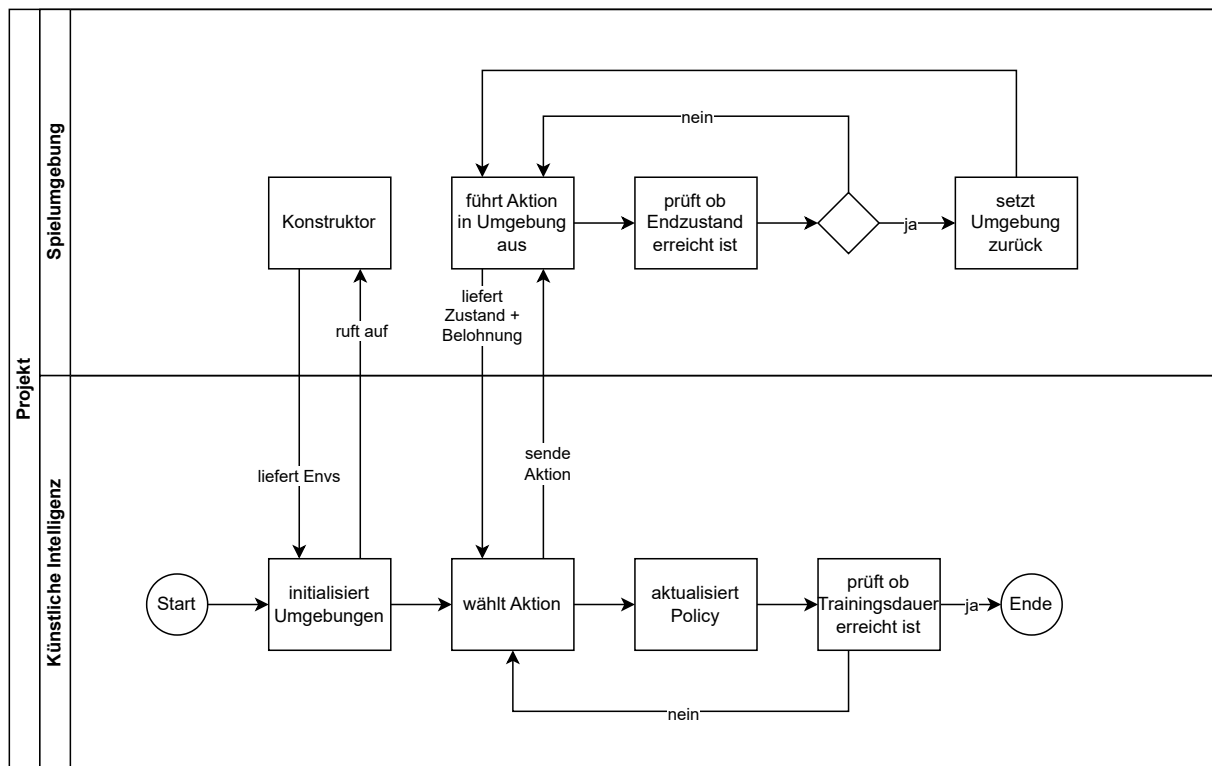 Projekt
Spielumgebung
nein
Konstruktor
führt Aktion
in Umgebung
aus
prüft ob
Endzustand
erreicht ist
ja
setzt
Umgebung
zurück
liefert
Zustand +
Belohnung
ruft auf
Künstliche Intelligenz
liefert Envs
sende
Aktion
Start
initialisiert
Umgebungen
wählt Aktion
aktualisiert
Policy
prüft ob
Trainingsdauer
erreicht ist
ja
Ende
nein